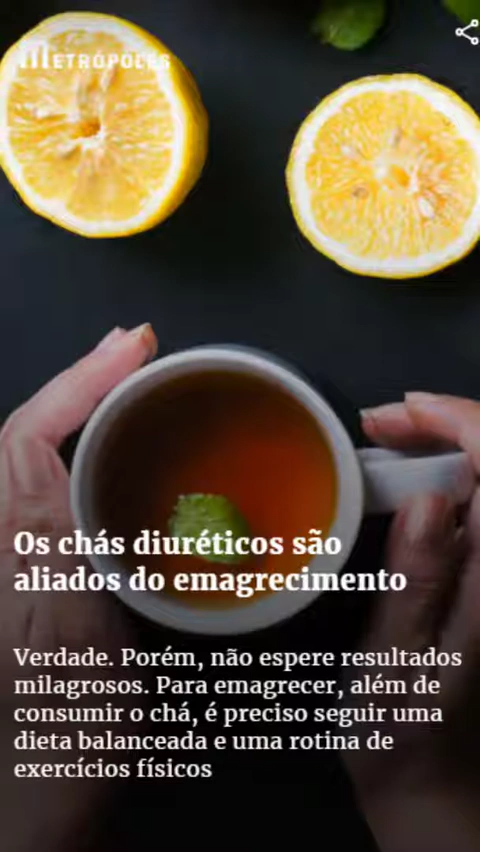 METRÓPOLES
Os chás diuréticos são
aliados do emagrecimento
Verdade. Porém, não espere resultados
milagrosos. Para emagrecer, além de
consumir o chá, é preciso seguir uma
dieta balanceada e uma rotina de
exercícios físicos